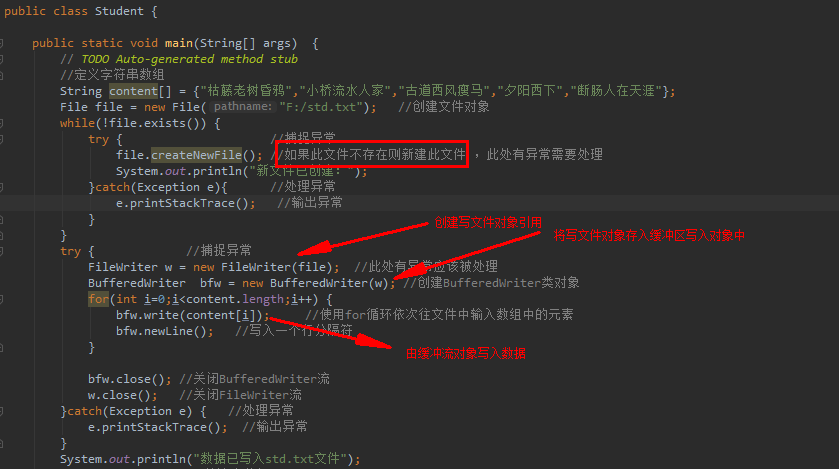 public class Student {
public static void main(String[] args)  {
// TODO Auto-generated method stub
//定义字符串数组
String content[] = {"枯藤老树昏鸦","小桥流水人家","古道西风瘦马","夕阳西下","断肠人在天涯"};
File file = new File( pathname: "F:/std.txt");   //创建文件对象
while(!file.exists()) {
try {                //捕捉异常
file.createNewFile(); //如果此文件不存在则新建此文件 ，此处有异常需要处理
System.out.println("新文件已创建：");
}catch(Exception e){     //处理异常
e.printStackTrace();   //输出异常
}
}
创建写文件对象引用
将写文件对象存入缓冲区写入对象中
try {            //捕捉异常
FileWriter w = new FileWriter(file);  //此处有异常应该被处理
BufferedWriter  bfw = new BufferedWriter(w); //创建BufferedWriter类对象
for(int i=0;i<content.length;i++) {
bfw.write(content[i]);     //使用for循环依次往文件中输入数组中的元素
bfw.newLine();   //写入一个行分隔符
}
由缓冲流对象写入数据
bfw.close(); //关闭BufferedWriter流
w.close();   //关闭FileWriter流
}catch(Exception e) {   //处理异常
e.printStackTrace();  //输出异常
}
System.out.println("数据已写入std.txt文件");